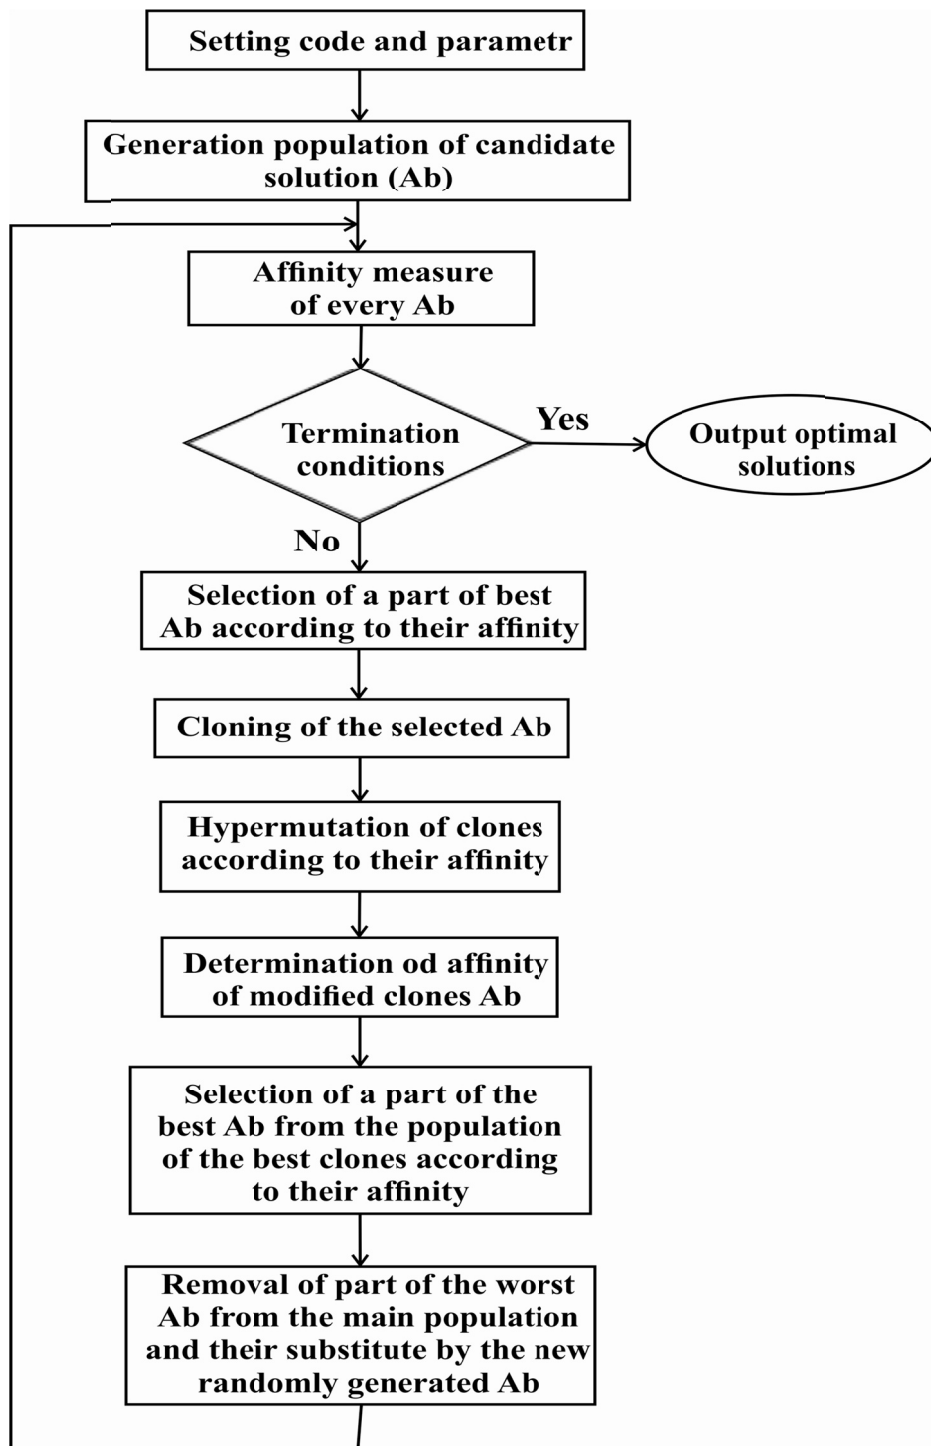 Setting code and parametr
Generation population of candidate
solution (Ab)
Affinity measure
of every Ab
Termination
conditions
Yes
Output optimal
solutions
No
Selection of a part of best
Ab according to their affinity
Cloning of the selected Ab
Hypermutation of clones
according to their affinity
Determination od affinity
of modified clones Ab
Selection of a part of the
best Ab from the population
of the best clones according
to their affinity
Removal of part of the worst
Ab from the main population
and their substitute by the new
randomly generated Ab